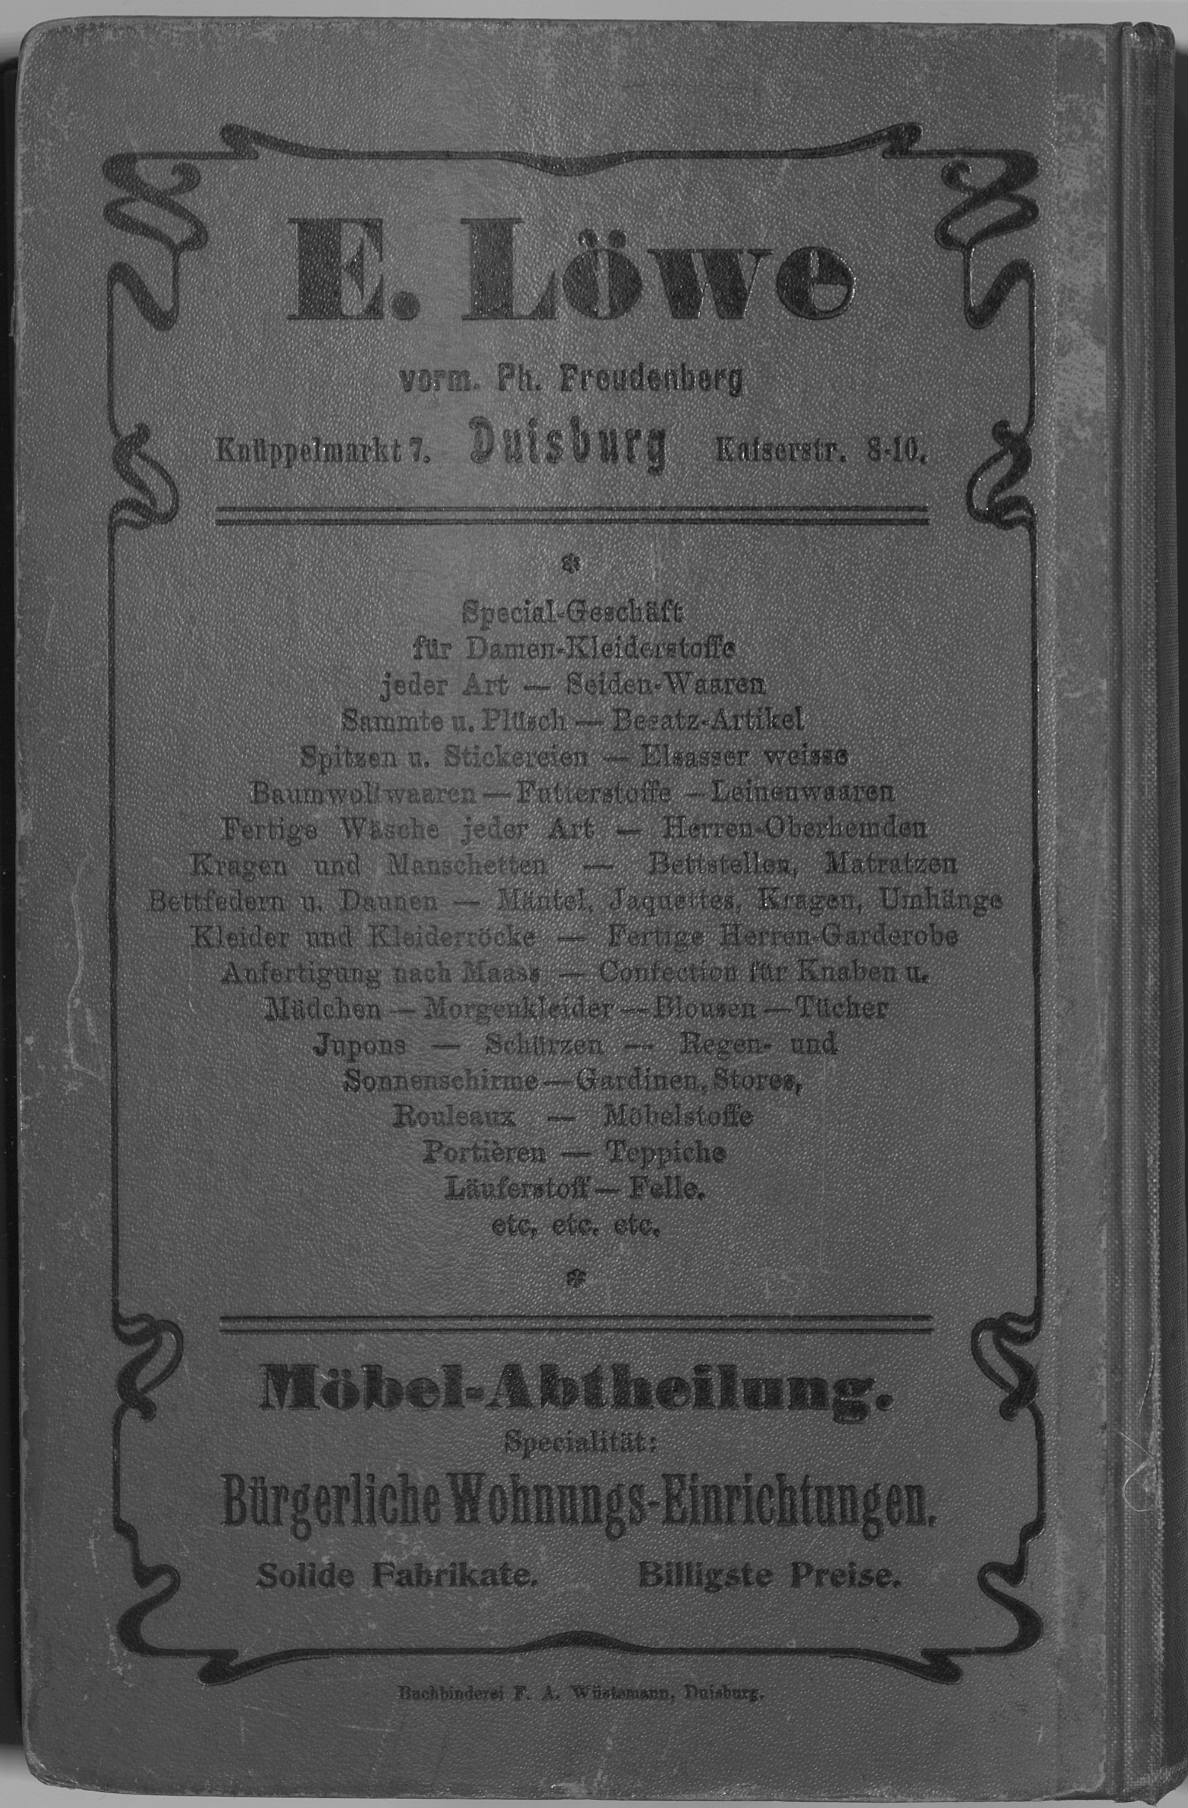 E. Löwe
vorm. Ph. Freudenberg
Knüppelmarkt 7. Duisburg Kaiserstr. 8-10.
*
Special-Geschäft
für Damen-Kleiderstoffe
jeder Art — Seiden-Waaren
Sammte u. Plüsch — Besatz-Artikel
Spitzen u. Stickereien — Elsasser weisse
Baumwollwaaren — Futterstoffe — Leinenwaaren
Fertige Wäsche jeder Art — Herren-Oberhemden
Kragen und Manschetten — Bettstellen, Matratzen
Bettfedern u. Daunen — Mäntel, Jaquettes, Kragen, Umhänge
Kleider und Kleiderröcke — Fertige Herren-Garderobe
Anfertigung nach Maass — Confection für Knaben u.
Mädchen — Morgenkleider — Blousen — Tücher
Jupons — Schürzen — Regen- und
Sonnenschirme — Gardinen, Stores,
Rouleaux — Möbelstoffe
Portièren — Teppiche
Läuferstoff — Felle.
etc. etc. etc.
*
Möbel-Abtheilung.
Specialität:
Bürgerliche Wohnungs-Einrichtungen.
Solide Fabrikate. Billigste Preise.
Buchbinderei F. A. Wüstemann, Duisburg.